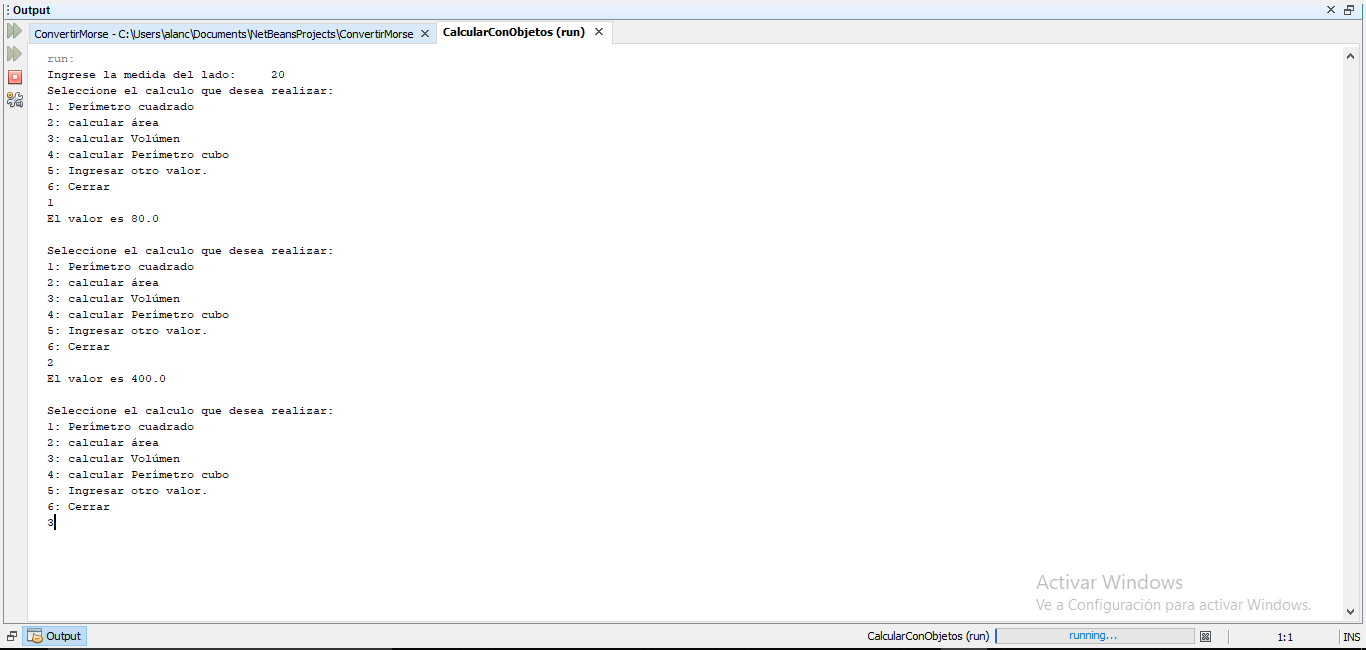 Output
ConvertirMorse - C:\Users\alanc\Documents\NetBeansProjects\ConvertirMorse
CalcularConObjetos (run)
run:
Ingrese la medida del lado:     20
Seleccione el calculo que desea realizar:
1: Perímetro cuadrado
2: calcular área
3: calcular Volúmen
4: calcular Perímetro cubo
5: Ingresar otro valor.
6: Cerrar
1
El valor es 80.0
Seleccione el calculo que desea realizar:
1: Perímetro cuadrado
2: calcular área
3: calcular Volúmen
4: calcular Perímetro cubo
5: Ingresar otro valor.
6: Cerrar
2
El valor es 400.0
Seleccione el calculo que desea realizar:
1: Perímetro cuadrado
2: calcular área
3: calcular Volúmen
4: calcular Perímetro cubo
5: Ingresar otro valor.
6: Cerrar
3
Activar Windows
Ve a Configuración para activar Windows.
Output
CalcularConObjetos (run)
running...
1:1
INS